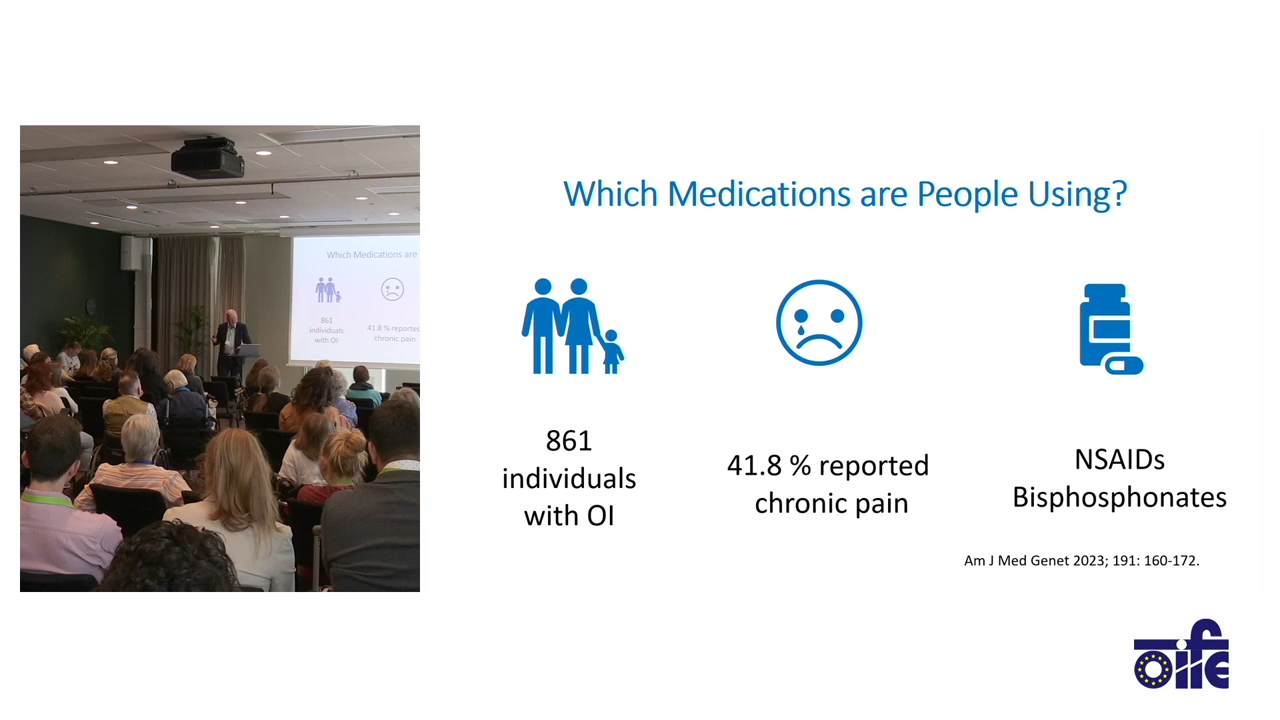 Which Medications are People Using?
861
individuals
with OI
41.8 % reported
chronic pain
NSAIDs
Bisphosphonates
Am J Med Genet 2023; 191: 160-172.
oife
Which Medications are
861
individuals
with OI
41.8 % reported
chronic pain